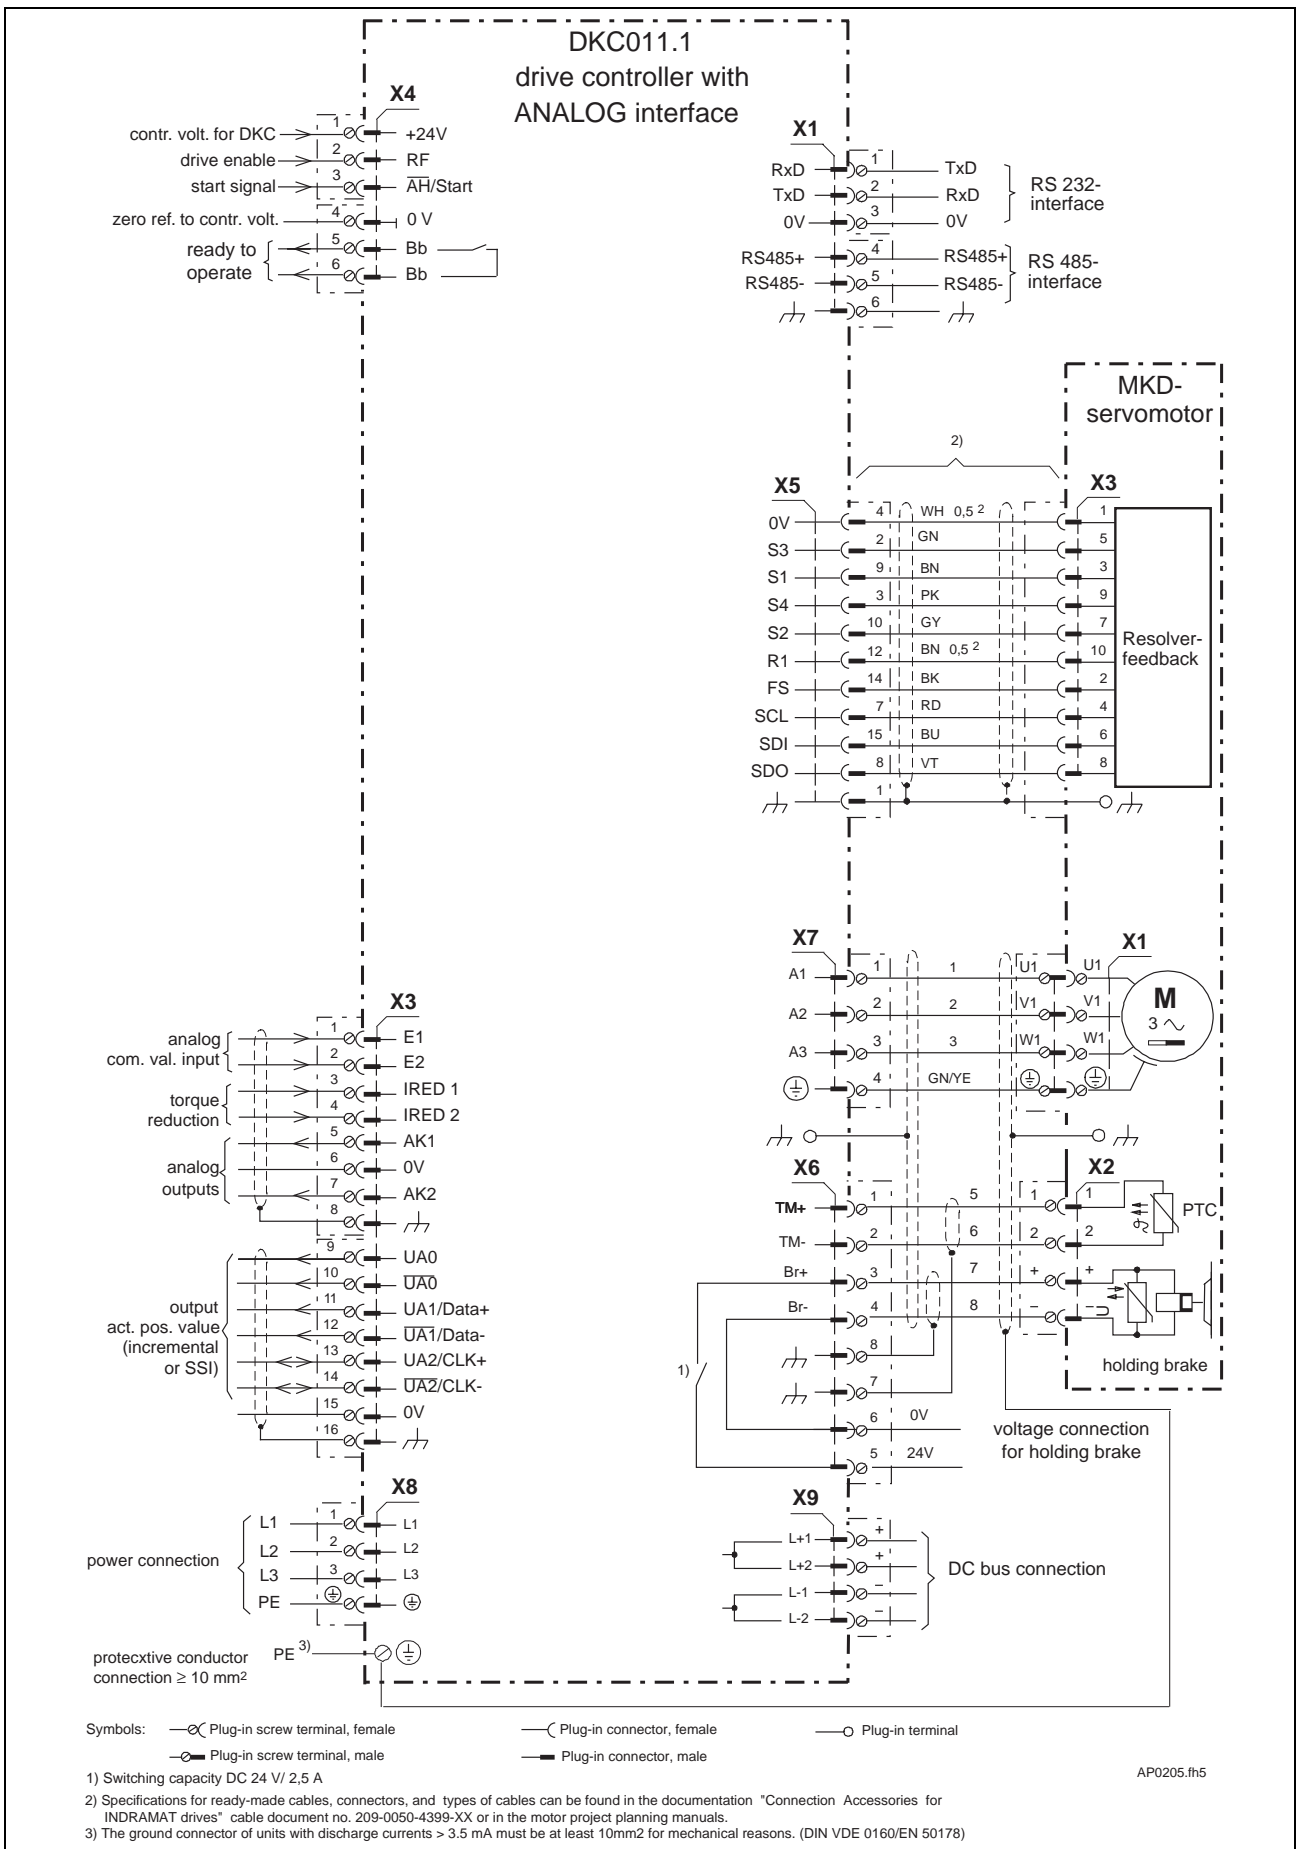 DKC011.1
drive controller with
ANALOG interface
X4
contr. volt. for DKC 1 +24V
drive enable 2 RF
start signal 3 A̅H̅/Start
zero ref. to contr. volt. 4 0 V
ready to
operate
5 Bb
6 Bb
X1
RxD 1 TxD
TxD 2 RxD
0V 3 0V
RS 232-
interface
RS485+ 4 RS485+
RS485- 5 RS485-
6
RS 485-
interface
MKD-
servomotor
2)
X5 X3
0V 4 WH 0,5 2 1
S3 2 GN 5
S1 9 BN 3
S4 3 PK 9
S2 10 GY 7
R1 12 BN 0,5 2 10
FS 14 BK 2
SCL 7 RD 4
SDI 15 BU 6
SDO 8 VT 8
1
Resolver-
feedback
X7 X1
A1 1 1 U1 U1
A2 2 2 V1 V1
A3 3 3 W1 W1
4 GN/YE
M
3
X3
analog
com. val. input
1 E1
2 E2
torque
reduction
3 IRED 1
4 IRED 2
analog
outputs
5 AK1
6 0V
7 AK2
8
output
act. pos. value
(incremental
or SSI)
9 UA0
10 U̅A̅0̅
11 UA1/Data+
12 U̅A̅1̅/Data-
13 UA2/CLK+
14 U̅A̅2̅/CLK-
15 0V
16
X6 X2
TM+ 1 5 1 1
TM- 2 6 2 2
Br+ 3 7 + +
Br- 4 8 − −
8
7
6 0V
5 24V
1)
PTC
holding brake
voltage connection
for holding brake
X8
power connection
L1 1 L1
L2 2 L2
L3 3 L3
PE
X9
L+1 +
L+2 +
L-1 −
L-2 −
DC bus connection
protecxtive conductor
connection ≥ 10 mm2
PE 3)
Symbols: Plug-in screw terminal, female Plug-in connector, female Plug-in terminal
Plug-in screw terminal, male Plug-in connector, male
1) Switching capacity DC 24 V/ 2,5 A
AP0205.fh5
2) Specifications for ready-made cables, connectors, and types of cables can be found in the documentation "Connection Accessories for
INDRAMAT drives" cable document no. 209-0050-4399-XX or in the motor project planning manuals.
3) The ground connector of units with discharge currents > 3.5 mA must be at least 10mm2 for mechanical reasons. (DIN VDE 0160/EN 50178)